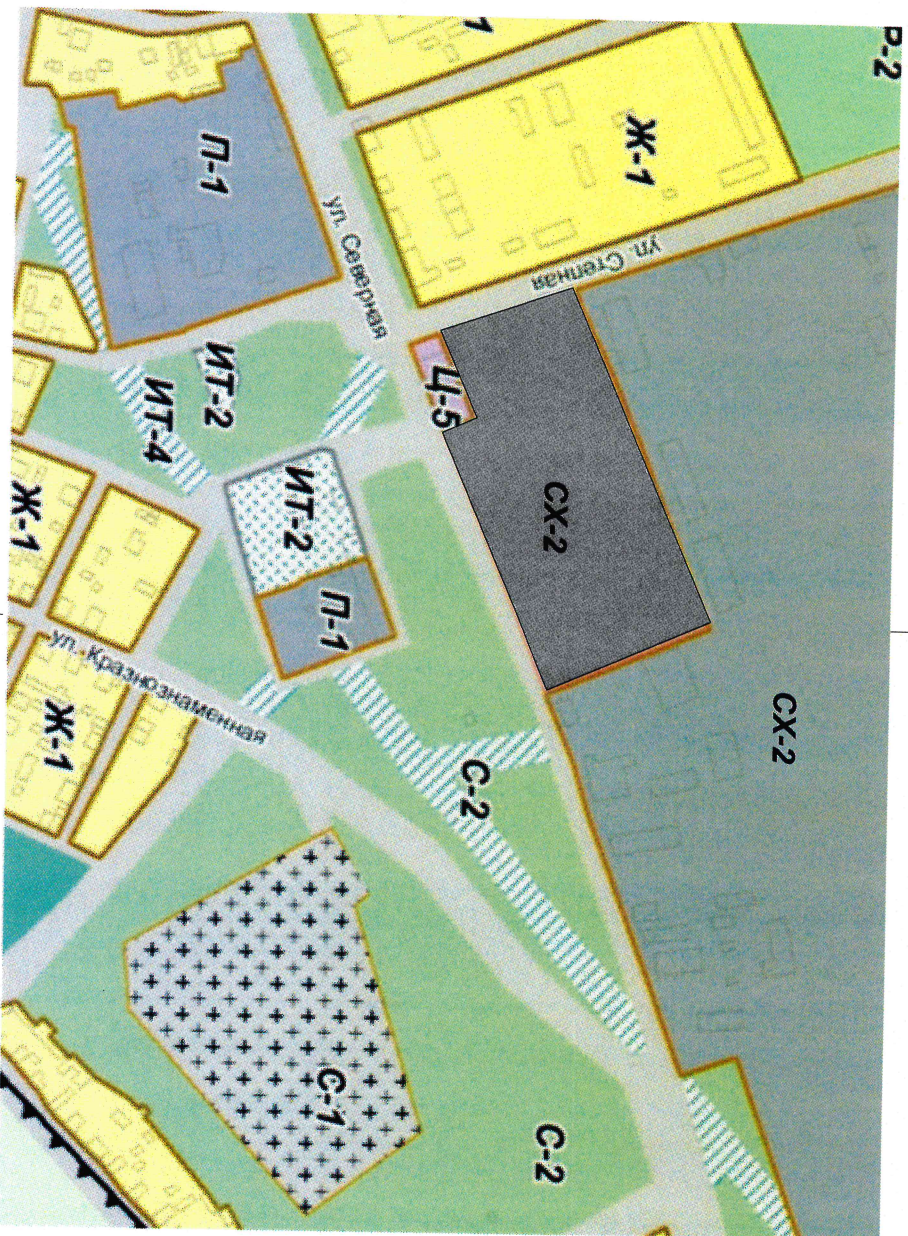 Р-2
1
Ж-1
П-1
ул. Северная
ул. Степная
Ц-5
СХ-2
ИТ-2
ИТ-4
ИТ-2
П-1
Ж-1
ул. Краснознаменная
Ж-1
СХ-2
С-2
С-1
С-2